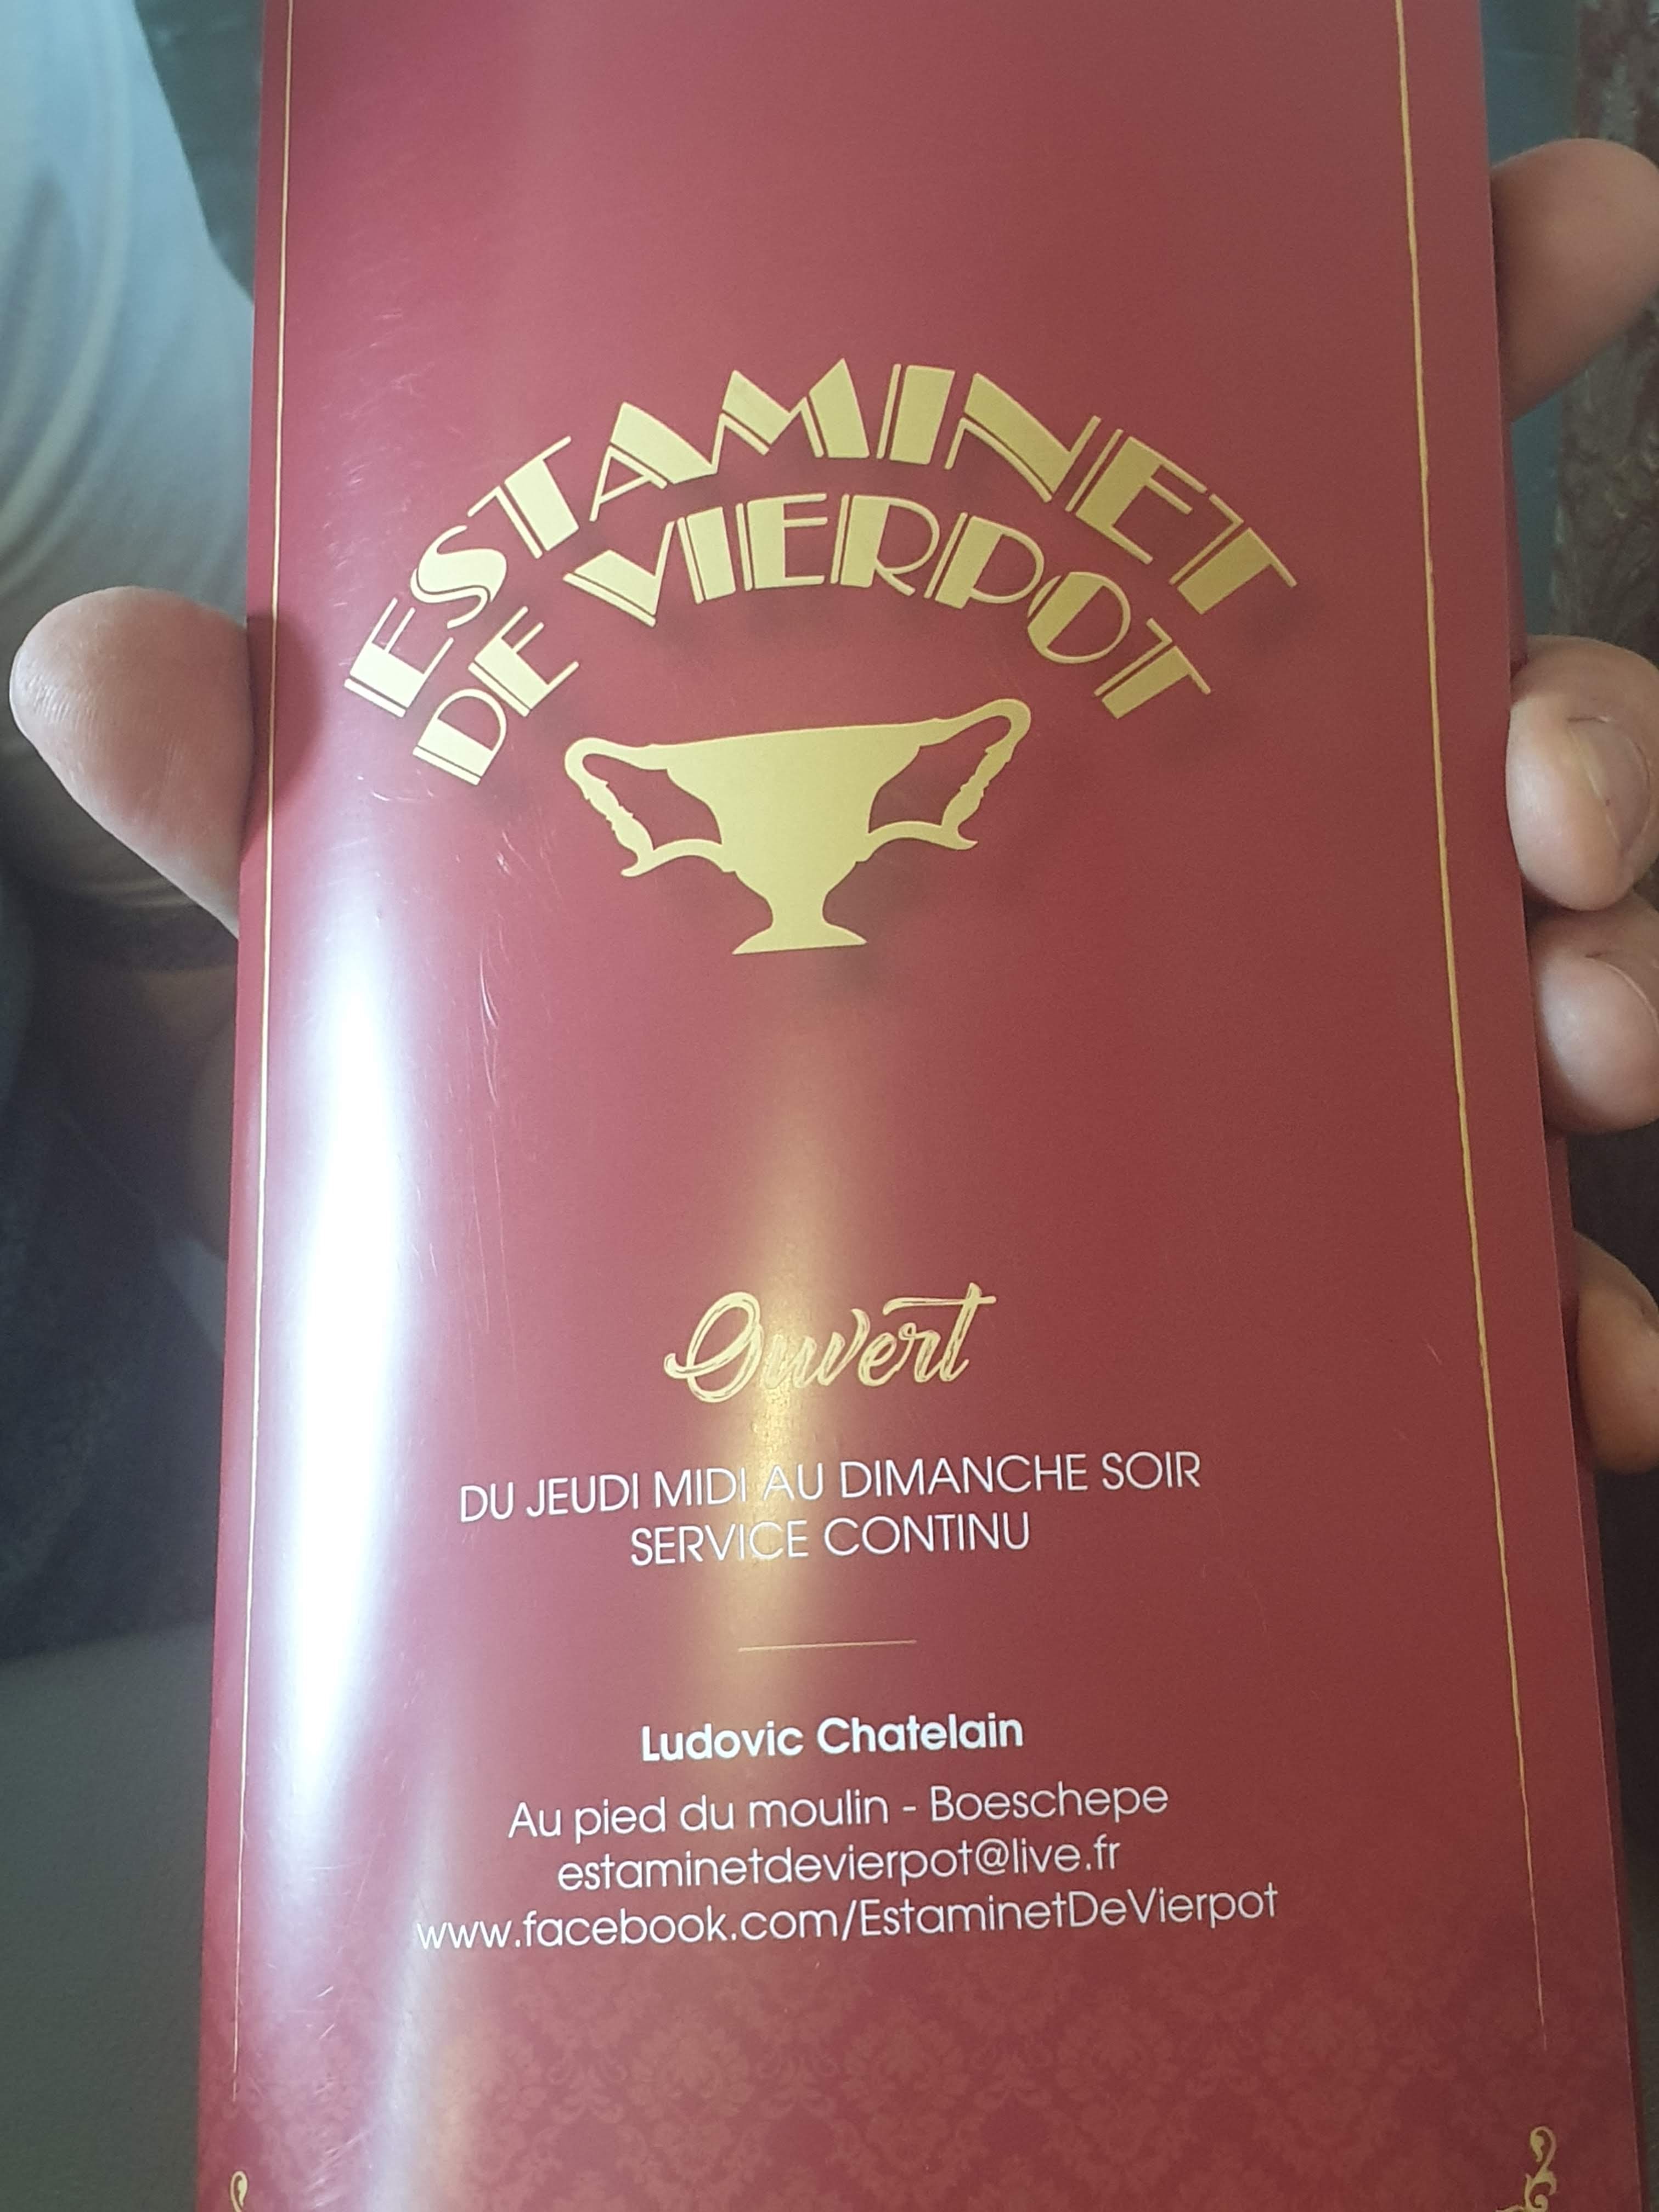 ESTAMINET
DE VIERPOT
Ouvert
DU JEUDI MIDI AU DIMANCHE SOIR
SERVICE CONTINU
Ludovic Chatelain
Au pied du moulin - Boeschepe
estaminetdevierpot@live.fr
www.facebook.com/EstaminetDeVierpot